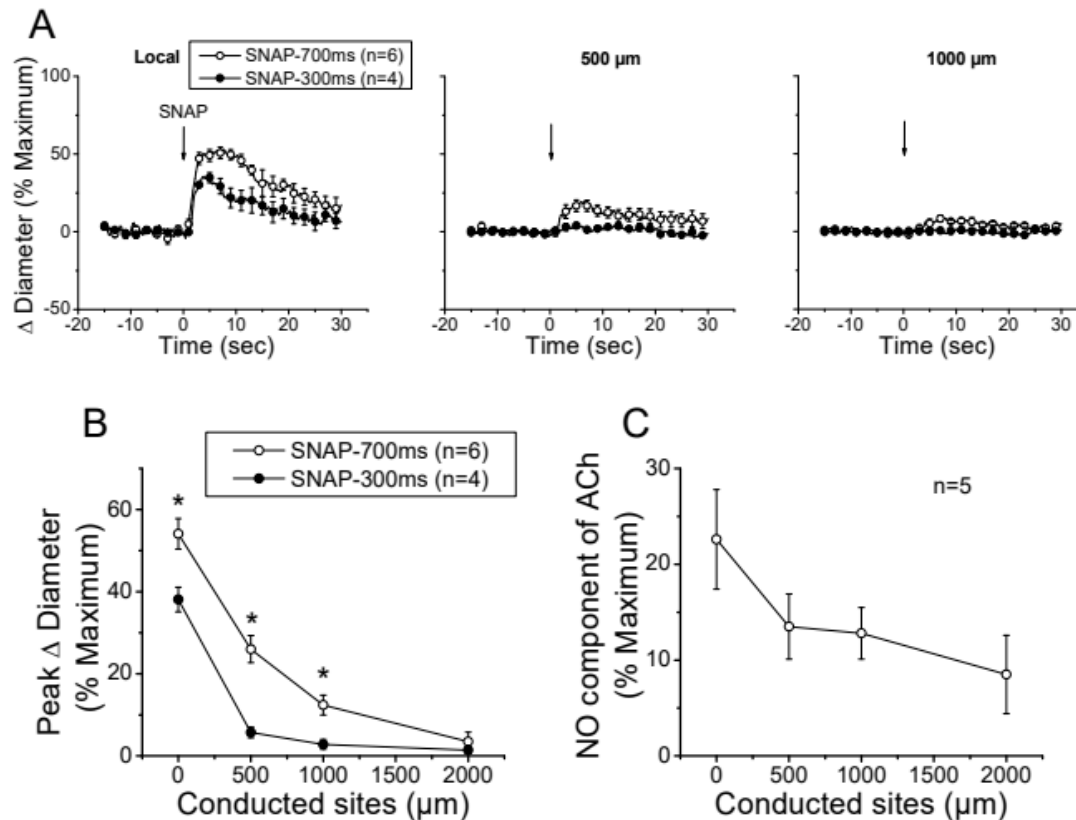 A
Local
SNAP-700ms (n=6)
SNAP-300ms (n=4)
500 µm
1000 µm
SNAP
Δ Diameter (% Maximum)
100
50
0
-50
-20 -10 0 10 20 30
Time (sec)
-20 -10 0 10 20 30
Time (sec)
-20 -10 0 10 20 30
Time (sec)
B
SNAP-700ms (n=6)
SNAP-300ms (n=4)
Peak Δ Diameter
(% Maximum)
60
40
20
0
*
*
*
0 500 1000 2000
Conducted sites (µm)
C
n=5
NO component of ACh
(% Maximum)
30
20
10
0
0 500 1000 1500 2000
Conducted sites (µm)